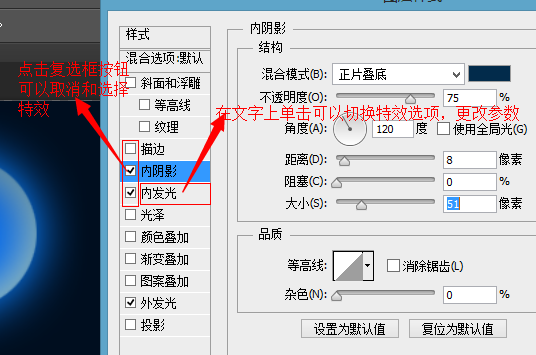 样式
混合选项:默认
斜面和浮雕
等高线
纹理
描边
内阴影
内发光
光泽
颜色叠加
渐变叠加
图案叠加
外发光
投影
点击复选框按钮
可以取消和选择
特效
在文字上单击可以切换特效选项，更改参数
内阴影
结构
混合模式(B): 正片叠底
不透明度(O): 75 %
角度(A): 120 度 使用全局光(G)
距离(D): 8 像素
阻塞(C): 0 %
大小(S): 51 像素
品质
等高线: 消除锯齿(L)
杂色(N): 0 %
设置为默认值 复位为默认值